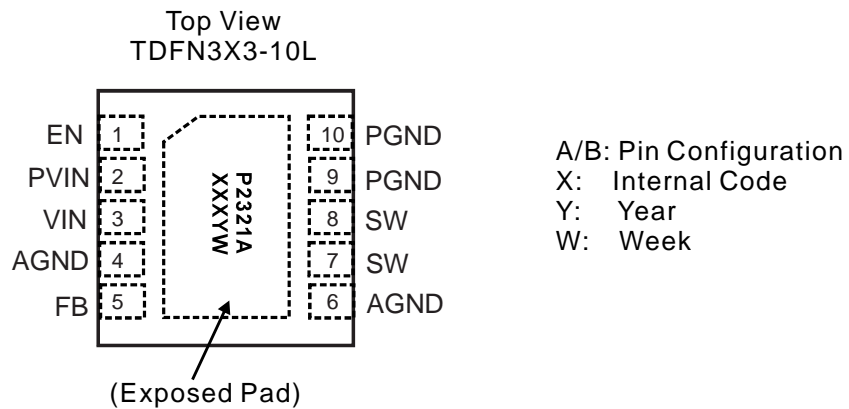 Top View
TDFN3X3-10L
EN 1 10 PGND
PVIN 2 9 PGND
VIN 3 8 SW
AGND 4 7 SW
FB 5 6 AGND
P2321A
XXXYW
(Exposed Pad)
A/B: Pin Configuration
X: Internal Code
Y: Year
W: Week